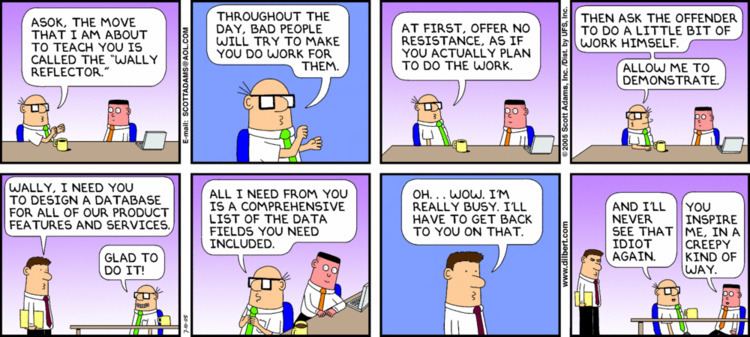 ASOK, THE MOVE
THAT I AM ABOUT
TO TEACH YOU IS
CALLED THE "WALLY
REFLECTOR."
E-mail: SCOTTADAMS@AOL.COM
THROUGHOUT THE
DAY, BAD PEOPLE
WILL TRY TO MAKE
YOU DO WORK FOR
THEM.
AT FIRST, OFFER NO
RESISTANCE, AS IF
YOU ACTUALLY PLAN
TO DO THE WORK.
©2005 Scott Adams, Inc./Dist. by UFS, Inc.
THEN ASK THE OFFENDER
TO DO A LITTLE BIT OF
WORK HIMSELF.
ALLOW ME TO
DEMONSTRATE.
WALLY, I NEED YOU
TO DESIGN A DATABASE
FOR ALL OF OUR PRODUCT
FEATURES AND SERVICES.
GLAD TO
DO IT!
7-10-05
ALL I NEED FROM YOU
IS A COMPREHENSIVE
LIST OF THE DATA
FIELDS YOU NEED
INCLUDED.
OH... WOW. I'M
REALLY BUSY. I'LL
HAVE TO GET BACK
TO YOU ON THAT.
www.dilbert.com
AND I'LL
NEVER
SEE THAT
IDIOT
AGAIN.
YOU
INSPIRE
ME, IN A
CREEPY
KIND OF
WAY.